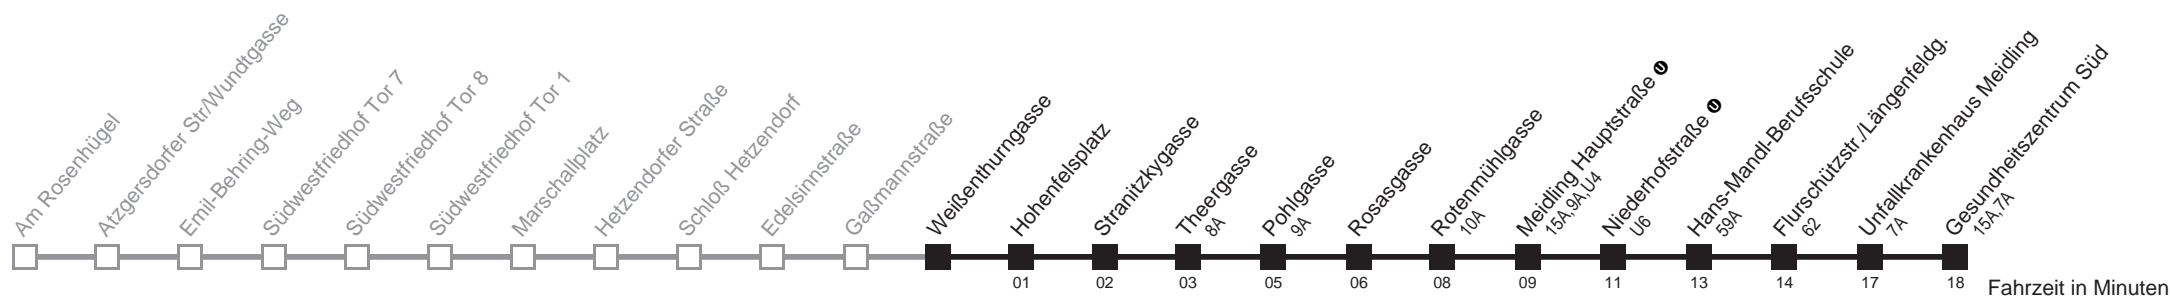 Am Rosenhügel
Atzgersdorfer Str/Wundtgasse
Emil-Behring-Weg
Südwestfriedhof Tor 7
Südwestfriedhof Tor 8
Südwestfriedhof Tor 1
Marschallplatz
Hetzendorfer Straße
Schloß Hetzendorf
Edelsinnstraße
Gaßmannstraße
Weißenthurngasse
Hohenfelsplatz
01
Stranitzkygasse
02
Theergasse
8A
03
Pohlgasse
9A
05
Rosasgasse
06
Rotenmühlgasse
10A
08
Meidling Hauptstraße U
15A,9A,U4
09
Niederhofstraße U
U6
11
Hans-Mandl-Berufsschule
59A
13
Flurschützstr./Längenfeldg.
62
14
Unfallkrankenhaus Meidling
7A
17
Gesundheitszentrum Süd
15A,7A
18
Fahrzeit in Minuten